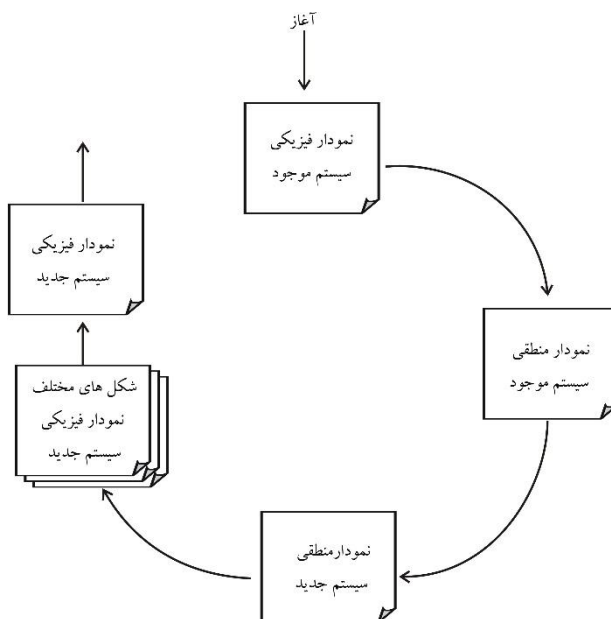 آغاز
نمودار فیزیکی
سیستم موجود
نمودار منطقی
سیستم موجود
نمودارمنطقی
سیستم جدید
شکل های مختلف
نمودار فیزیکی
سیستم جدید
نمودار فیزیکی
سیستم جدید